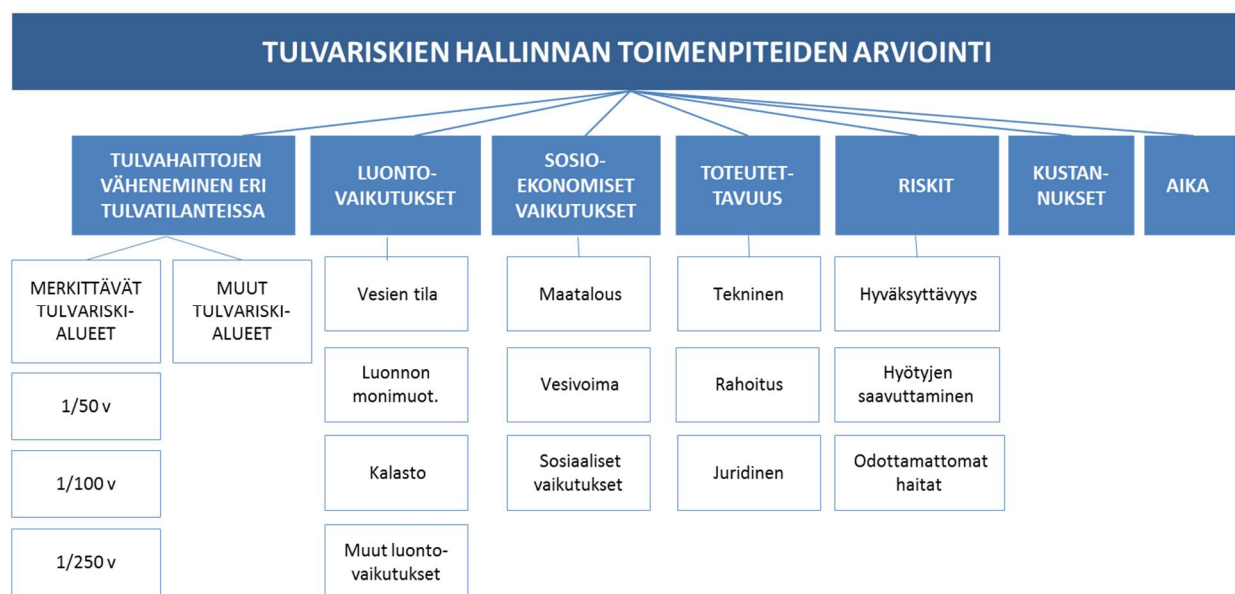 TULVARISKIEN HALLINNAN TOIMENPITEIDEN ARVIOINTI
TULVAHAITTOJEN
VÄHENEMINEN ERI
TULVATILANTEISSA
LUONTO-
VAIKUTUKSET
SOSIO-
EKONOMISET
VAIKUTUKSET
TOTEUTET-
TAVUUS
RISKIT
KUSTAN-
NUKSET
AIKA
MERKITTÄVÄT
TULVARISKI-
ALUEET
MUUT
TULVARISKI-
ALUEET
1/50 v
1/100 v
1/250 v
Vesien tila
Luonnon
monimuot.
Kalasto
Muut luonto-
vaikutukset
Maatalous
Vesivoima
Sosiaaliset
vaikutukset
Tekninen
Rahoitus
Juridinen
Hyväksyttävyys
Hyötyjen
saavuttaminen
Odottamattomat
haitat